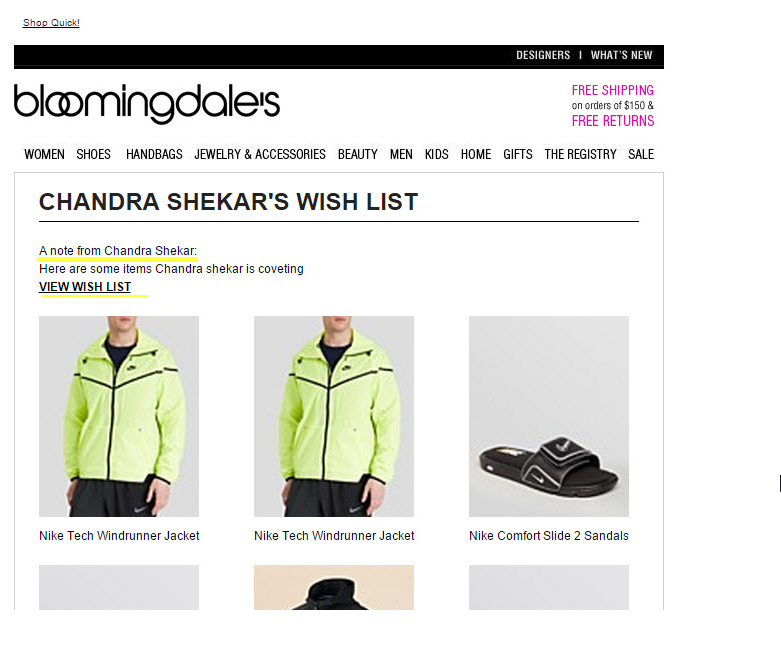 Shop Quick!
DESIGNERS | WHAT'S NEW
bloomingdale's
FREE SHIPPING
on orders of $150 &
FREE RETURNS
WOMEN SHOES HANDBAGS JEWELRY & ACCESSORIES BEAUTY MEN KIDS HOME GIFTS THE REGISTRY SALE
CHANDRA SHEKAR'S WISH LIST
A note from Chandra Shekar:
Here are some items Chandra shekar is coveting
VIEW WISH LIST
Nike Tech Windrunner Jacket Nike Tech Windrunner Jacket Nike Comfort Slide 2 Sandals